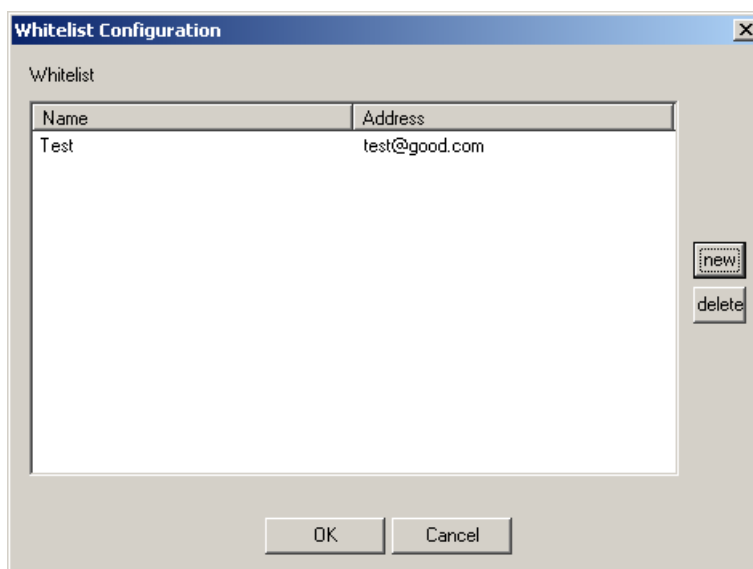 Whitelist Configuration
Whitelist
Name Address
Test test@good.com
new
delete
OK Cancel